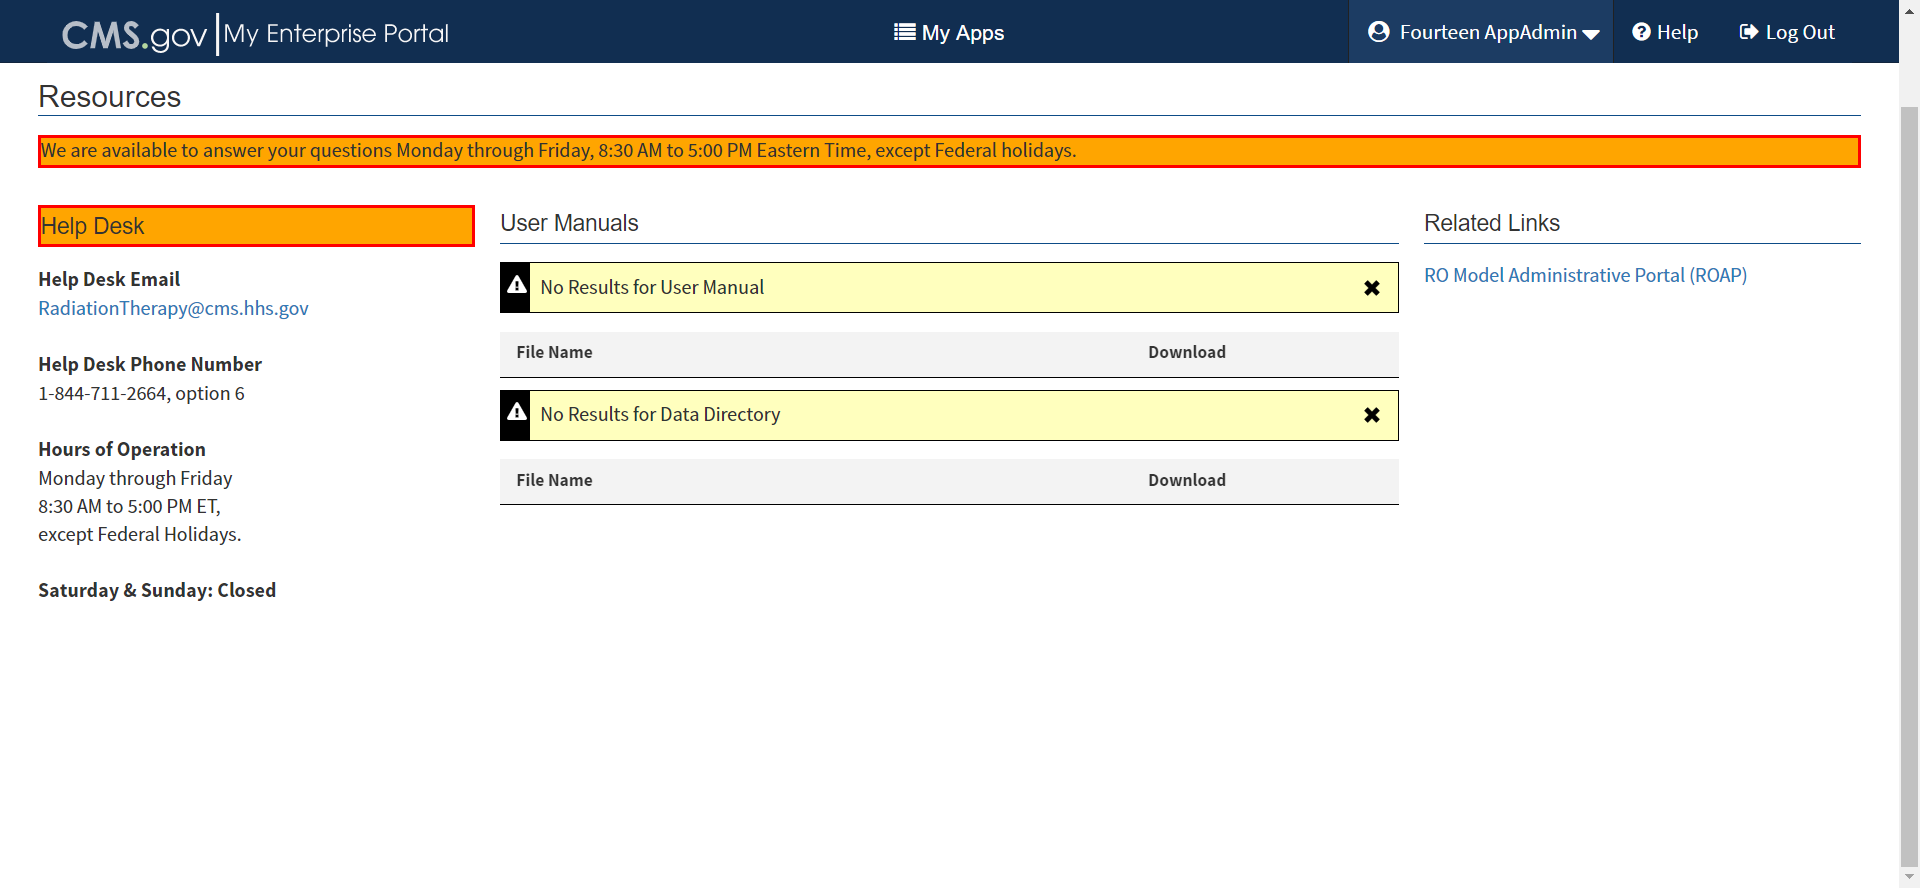 CMS.gov My Enterprise Portal
My Apps
Fourteen AppAdmin
Help
Log Out
Resources
We are available to answer your questions Monday through Friday, 8:30 AM to 5:00 PM Eastern Time, except Federal holidays.
Help Desk
Help Desk Email
RadiationTherapy@cms.hhs.gov
Help Desk Phone Number
1-844-711-2664, option 6
Hours of Operation
Monday through Friday
8:30 AM to 5:00 PM ET,
except Federal Holidays.
Saturday & Sunday: Closed
User Manuals
No Results for User Manual
File Name Download
No Results for Data Directory
File Name Download
Related Links
RO Model Administrative Portal (ROAP)